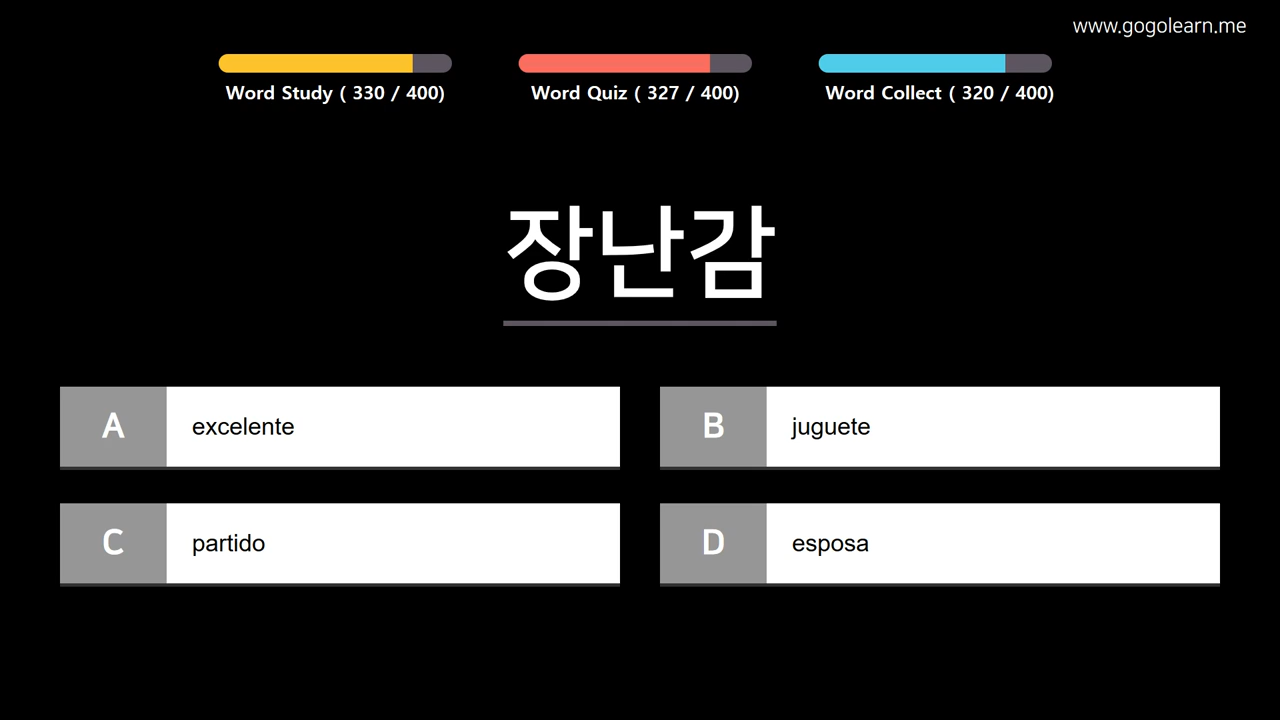 www.gogolearn.me
Word Study ( 330 / 400)
Word Quiz ( 327 / 400)
Word Collect ( 320 / 400)
장난감
A excelente
B juguete
C partido
D esposa